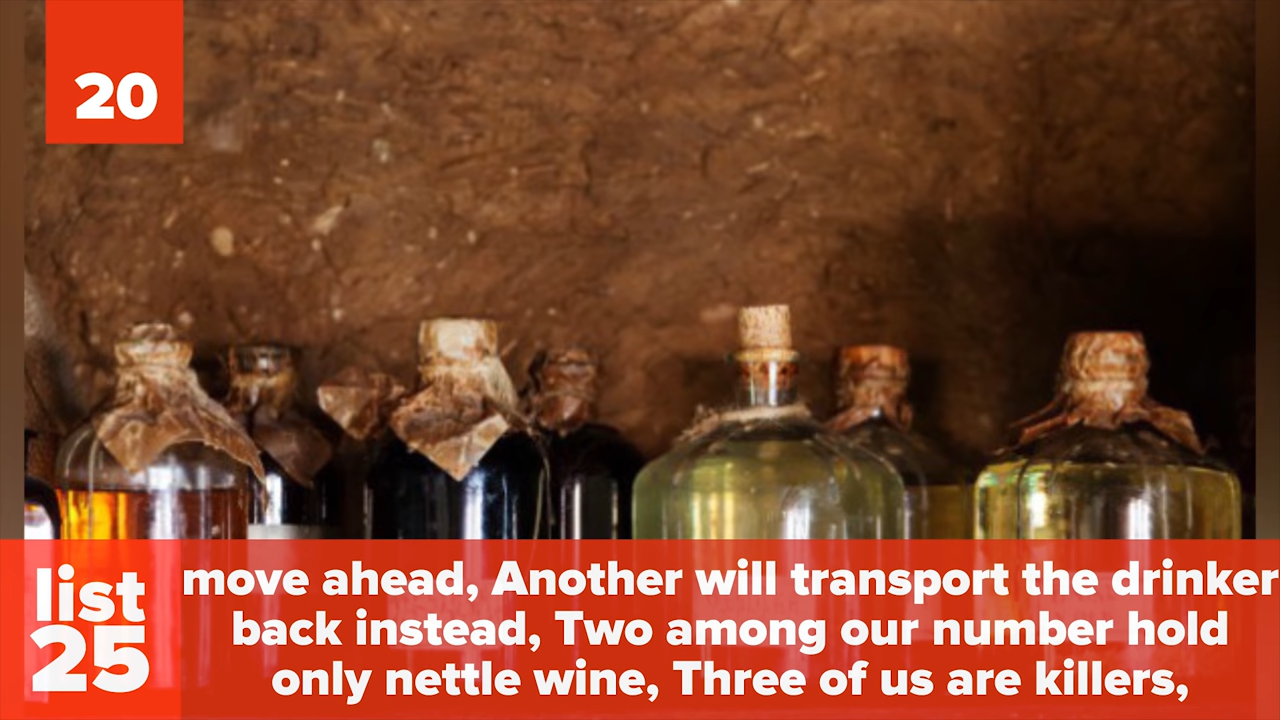 20
move ahead, Another will transport the drinker
back instead, Two among our number hold
only nettle wine, Three of us are killers,
list
25